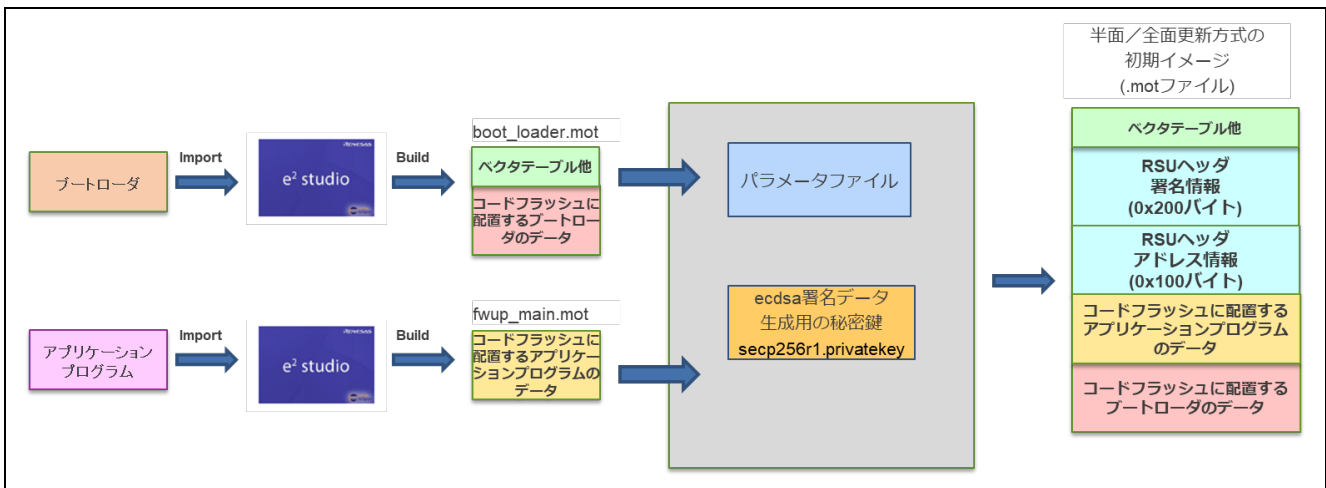 半面／全面更新方式の
初期イメージ
(.motファイル)
ブートローダ
Import
RENESAS
e² studio
Build
boot_loader.mot
ベクタテーブル他
コードフラッシュに
配置するブートロー
ダのデータ
アプリケーション
プログラム
Import
RENESAS
e² studio
Build
fwup_main.mot
コードフラッシュに
配置するアプリケー
ションプログラムの
データ
パラメータファイル
ecdsa署名データ
生成用の秘密鍵
secp256r1.privatekey
ベクタテーブル他
RSUヘッダ
署名情報
(0x200バイト)
RSUヘッダ
アドレス情報
(0x100バイト)
コードフラッシュに配置する
アプリケーションプログラム
のデータ
コードフラッシュに配置する
ブートローダのデータ